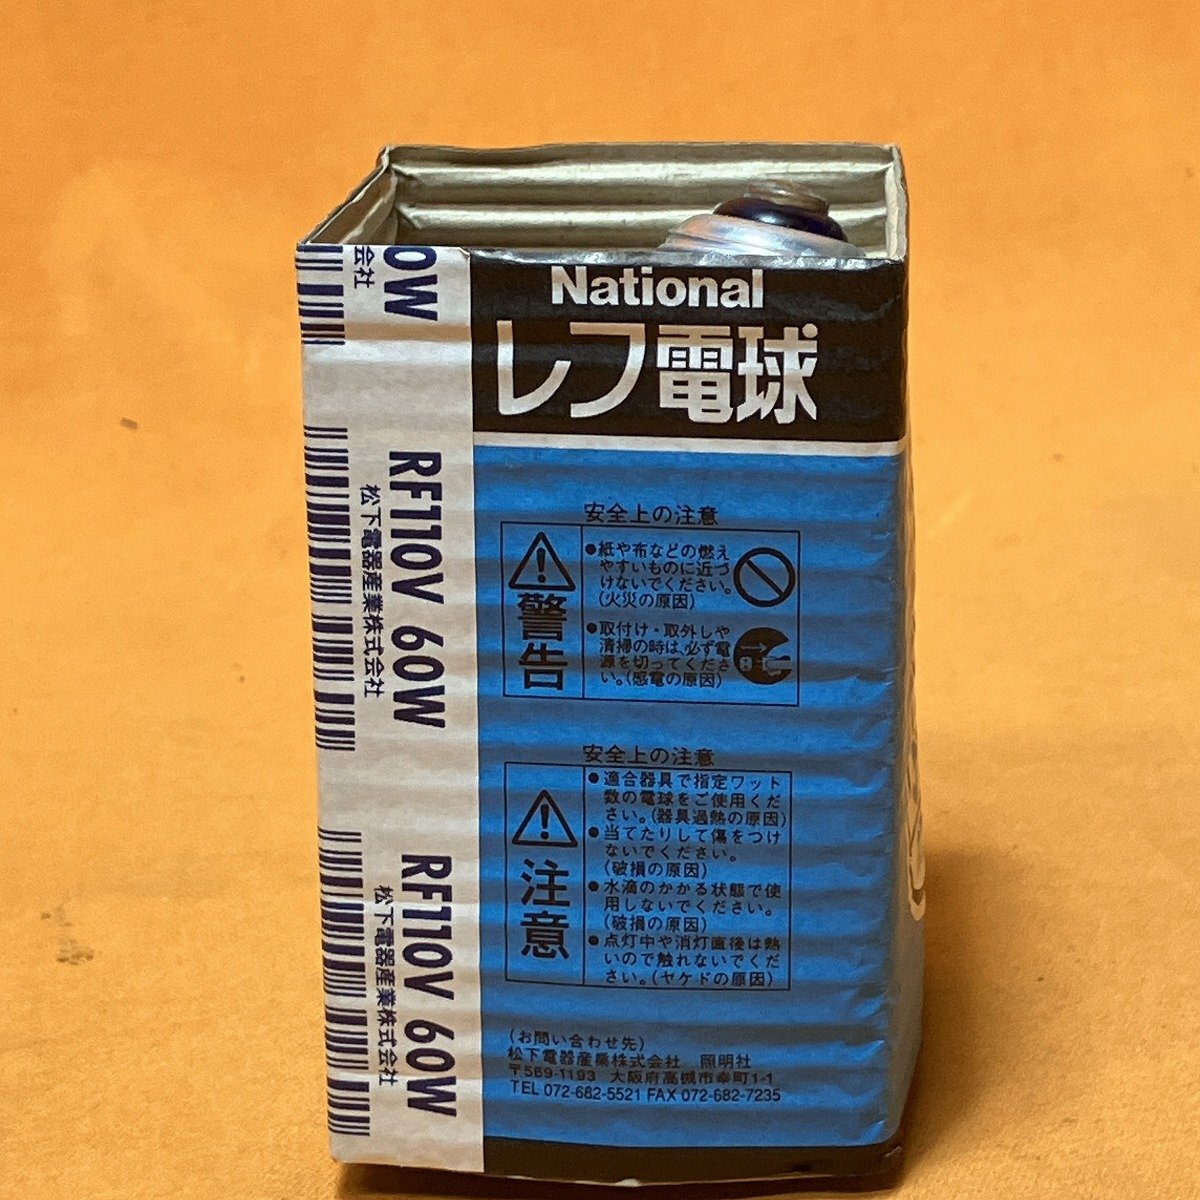 National
レフ電球
安全上の注意
警告
●紙や布などの燃え
やすいものに近づ
けないでください。
(火災の原因)
●取付け・取外しや
清掃の時は、必ず電
源を切ってくださ
い。(感電の原因)
安全上の注意
注意
●適合器具で指定ワット
数の電球をご使用くだ
さい。(器具過熱の原因)
●当てたりして傷をつけ
ないでください。
(破損の原因)
●水滴のかかる状態で使
用しないでください。
(破損の原因)
●点灯中や消灯直後は熱
いので触れないでくだ
さい。(ヤケドの原因)
(お問い合わせ先)
松下電器産業株式会社 照明社
〒569-1193 大阪府高槻市幸町1-1
TEL 072-682-5521 FAX 072-682-7235
0W
会社
RF110V 60W
松下電器産業株式会社
RF110V 60W
松下電器産業株式会社